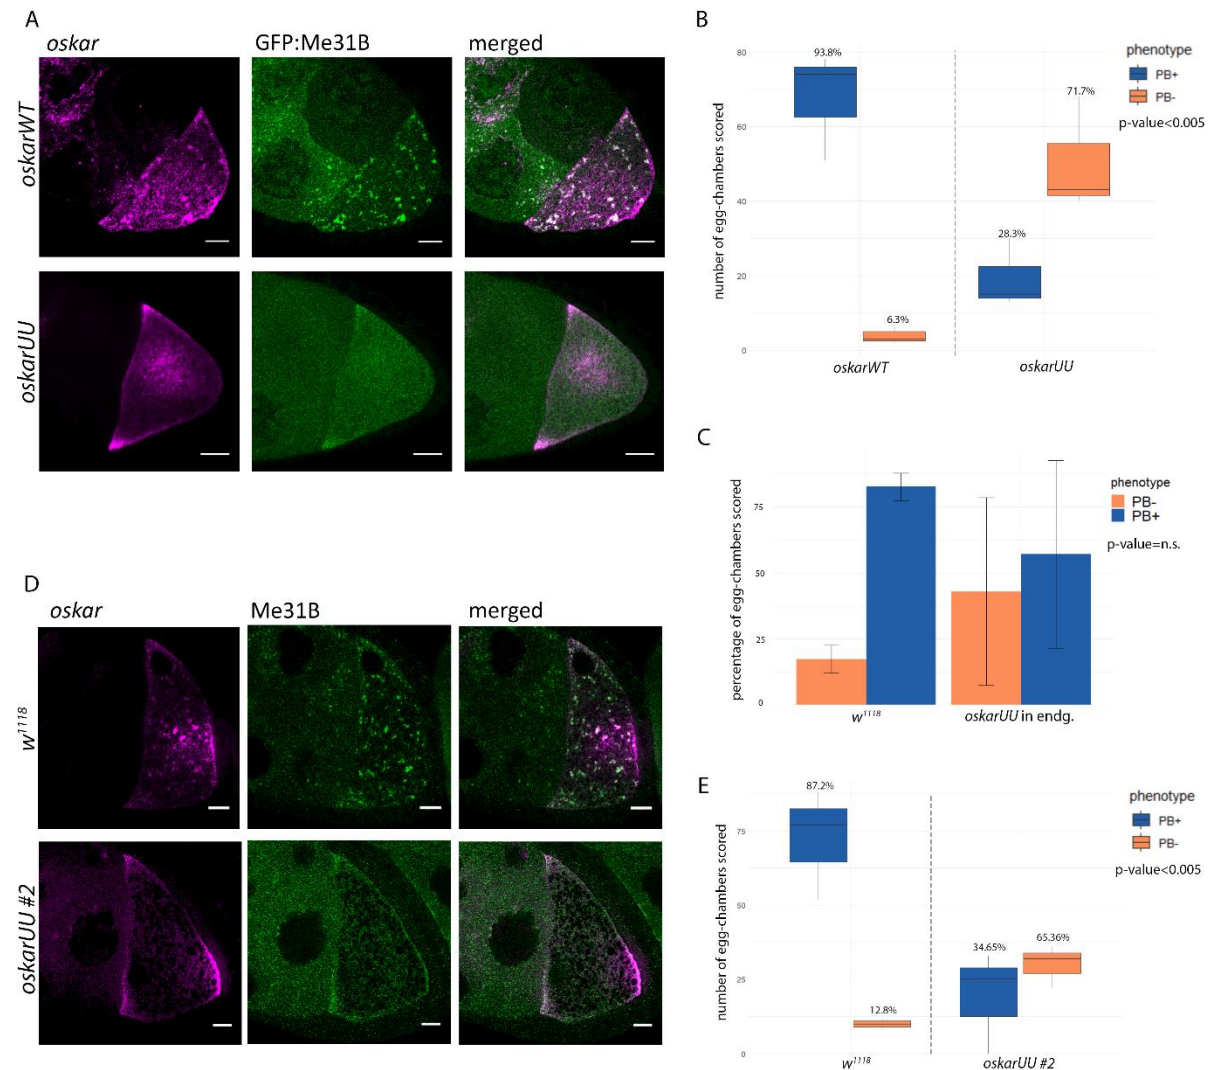 A
oskar GFP:Me31B merged
oskarWT
oskarUU
B
80
60
40
20
0
number of egg-chambers scored
93.8%
6.3%
28.3%
71.7%
oskarWT oskarUU
phenotype
PB+
PB-
p-value<0.005
C
75
50
25
0
percentage of egg-chambers scored
w1118 oskarUU in endg.
phenotype
PB-
PB+
p-value=n.s.
D
oskar Me31B merged
w1118
oskarUU #2
E
75
50
25
0
number of egg-chambers scored
87.2%
12.8%
34.65%
65.36%
w1118 oskarUU #2
phenotype
PB+
PB-
p-value<0.005